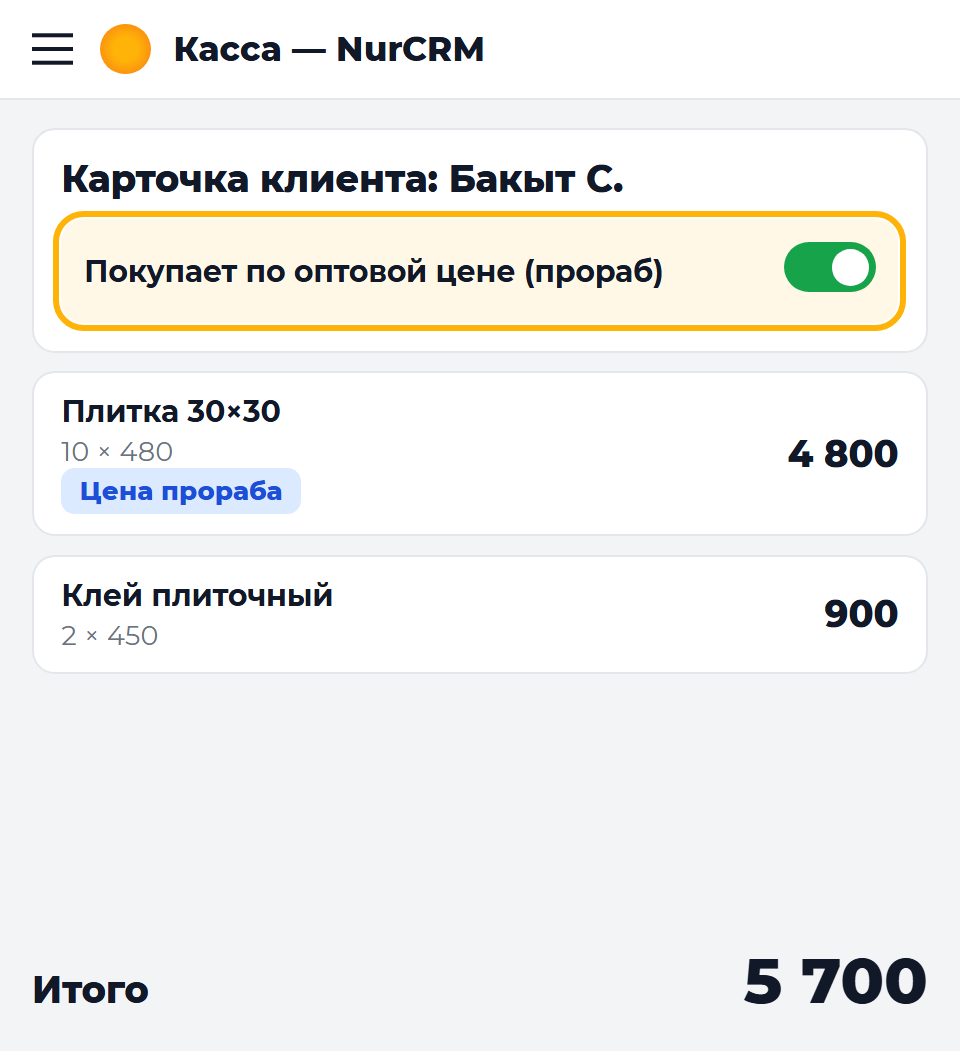 Касса — NurCRM
Карточка клиента: Бакыт С.
Покупает по оптовой цене (прораб)
Плитка 30×30
10 × 480
4 800
Цена прораба
Клей плиточный
2 × 450
900
Итого
5 700